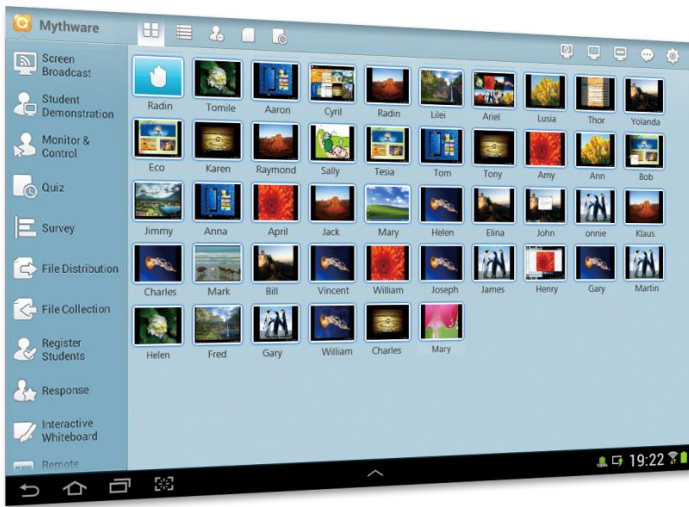 Mythware
Screen
Broadcast
Student
Demonstration
Monitor &
Control
Quiz
Survey
File Distribution
File Collection
Register
Students
Response
Interactive
Whiteboard
Remote
Radin Tomile Aaron Cyril Radin Lilei Ariel Lusia Thor Yolanda
Eco Karen Raymond Sally Tesia Tom Tony Amy Ann Bob
Jimmy Anna April Jack Mary Helen Elina John onnie Klaus
Charles Mark Bill Vincent William Joseph James Henry Gary Martin
Helen Fred Gary William Charles Mary
19:22